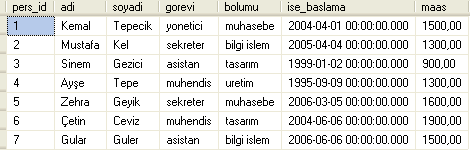 pers_id adi soyadi gorevi bolumu ise_baslama maas
1 Kemal Tepecik yonetici muhasebe 2004-04-01 00:00:00.000 1500,00
2 Mustafa Kel sekreter bilgi islem 2005-04-04 00:00:00.000 1300,00
3 Sinem Gezici asistan tasarım 1999-01-02 00:00:00.000 900,00
4 Ayşe Tepe muhendis uretim 1995-09-09 00:00:00.000 1300,00
5 Zehra Geyik sekreter muhasebe 2006-03-05 00:00:00.000 1600,00
6 Çetin Ceviz muhendis tasarım 2004-06-06 00:00:00.000 1900,00
7 Gular Guler asistan bilgi islem 2006-06-06 00:00:00.000 1500,00